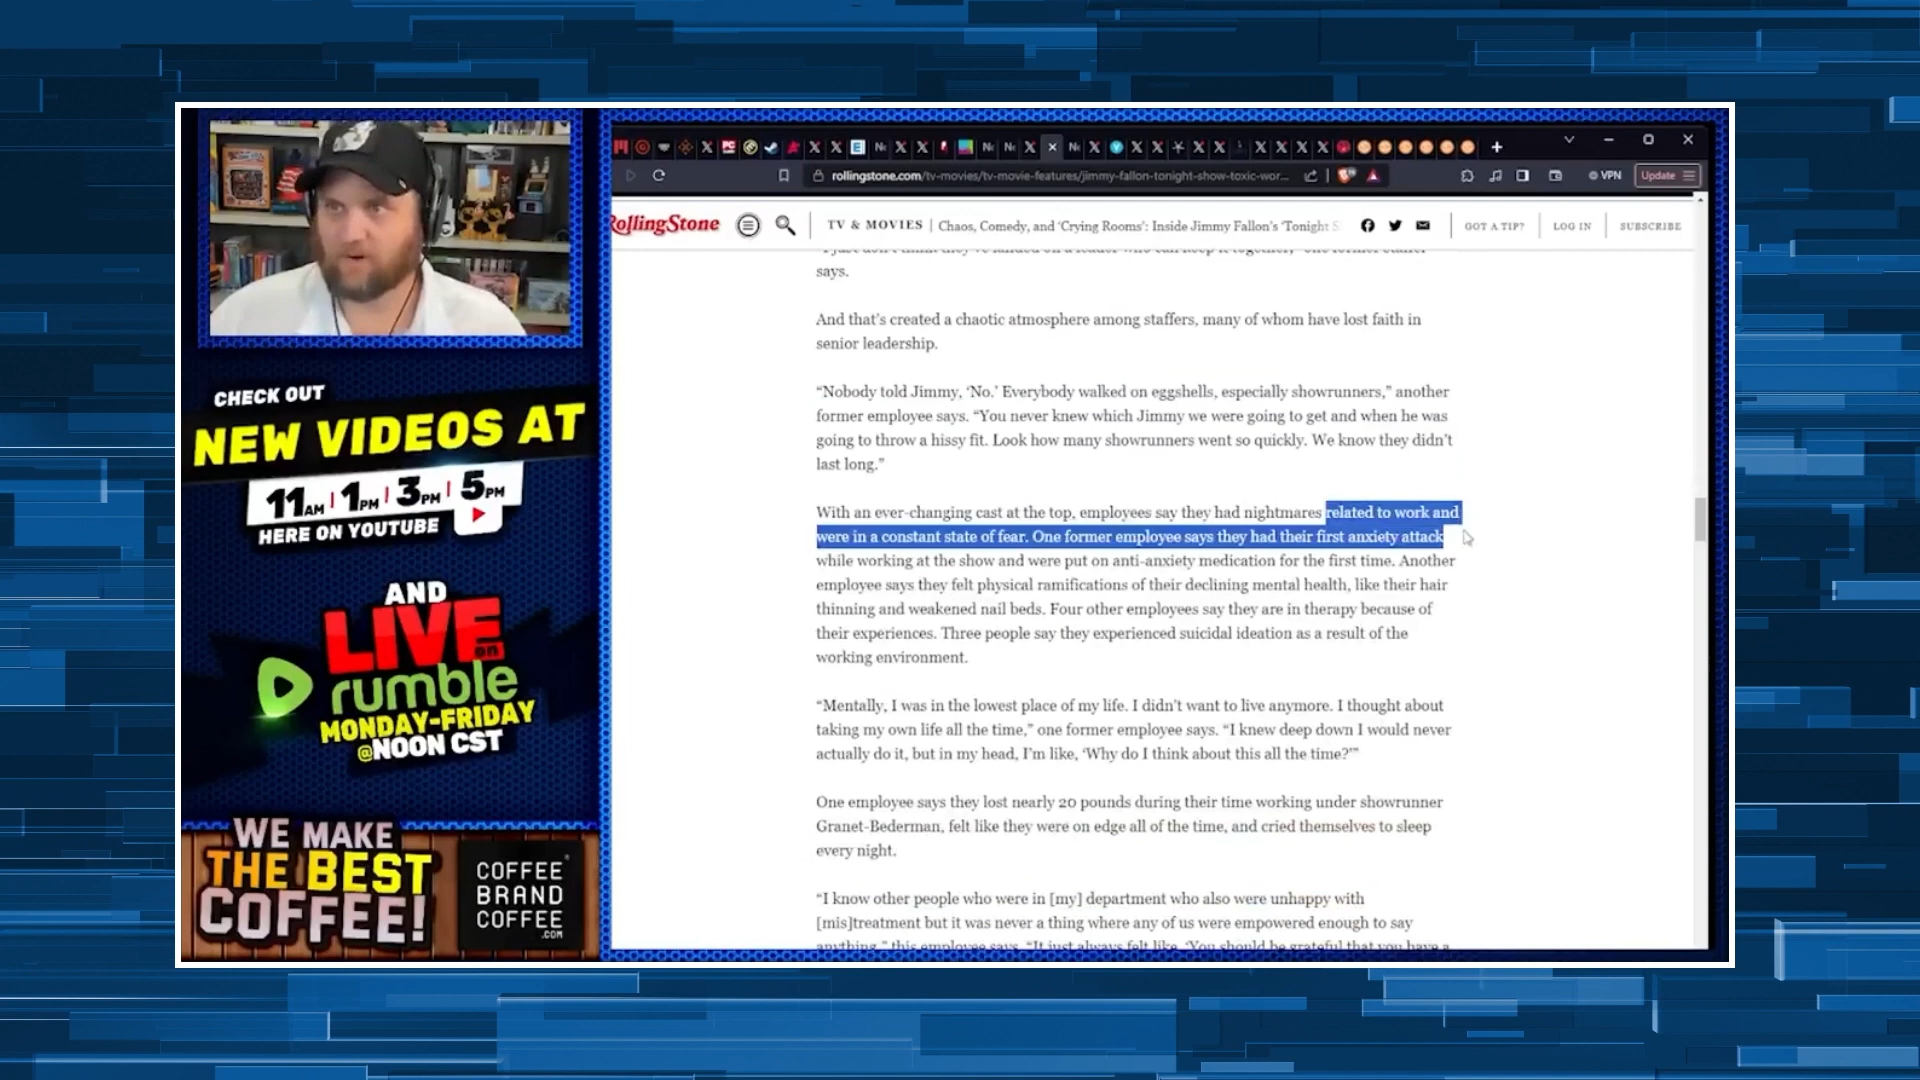 CHECK OUT
NEW VIDEOS AT
11AM | 1PM | 3PM | 5PM
HERE ON YOUTUBE
AND
LIVE on
rumble
MONDAY-FRIDAY
@NOON CST
WE MAKE
THE BEST
COFFEE!
COFFEE
BRAND
COFFEE
.COM
rollingstone.com/tv-movies/tv-movie-features/jimmy-fallon-tonight-show-toxic-wor...
VPN
Update
RollingStone
TV & MOVIES | Chaos, Comedy, and ‘Crying Rooms’: Inside Jimmy Fallon’s ‘Tonight S
GOT A TIP?
LOG IN
SUBSCRIBE
says.
And that’s created a chaotic atmosphere among staffers, many of whom have lost faith in
senior leadership.
“Nobody told Jimmy, ‘No.’ Everybody walked on eggshells, especially showrunners,” another
former employee says. “You never knew which Jimmy we were going to get and when he was
going to throw a hissy fit. Look how many showrunners went so quickly. We know they didn’t
last long.”
With an ever-changing cast at the top, employees say they had nightmares related to work and
were in a constant state of fear. One former employee says they had their first anxiety attack
while working at the show and were put on anti-anxiety medication for the first time. Another
employee says they felt physical ramifications of their declining mental health, like their hair
thinning and weakened nail beds. Four other employees say they are in therapy because of
their experiences. Three people say they experienced suicidal ideation as a result of the
working environment.
“Mentally, I was in the lowest place of my life. I didn’t want to live anymore. I thought about
taking my own life all the time,” one former employee says. “I knew deep down I would never
actually do it, but in my head, I’m like, ‘Why do I think about this all the time?’”
One employee says they lost nearly 20 pounds during their time working under showrunner
Granet-Bederman, felt like they were on edge all of the time, and cried themselves to sleep
every night.
“I know other people who were in [my] department who also were unhappy with
[mis]treatment but it was never a thing where any of us were empowered enough to say
anything,” this employee says. “It just always felt like, ‘You should be grateful that you have a